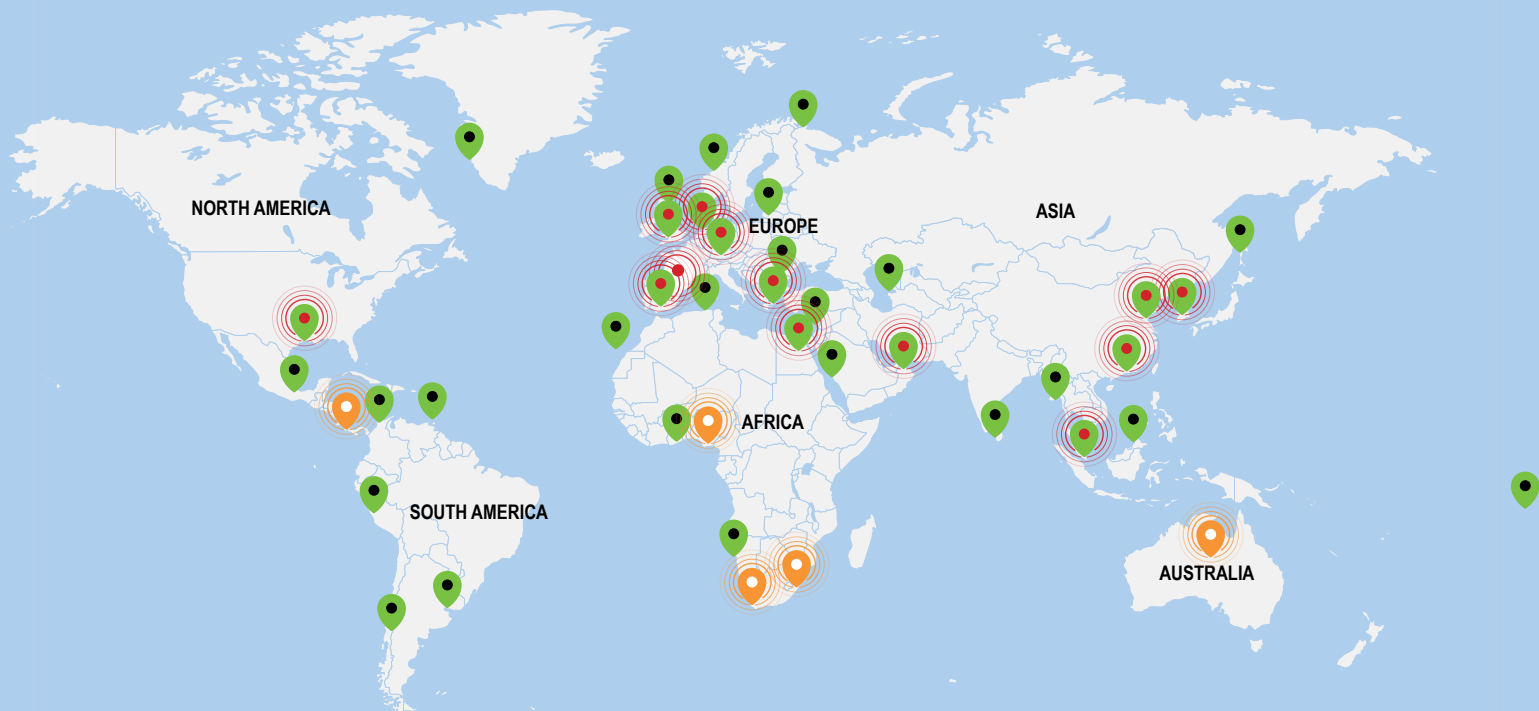 NORTH AMERICA
ASIA
EUROPE
AFRICA
SOUTH AMERICA
AUSTRALIA